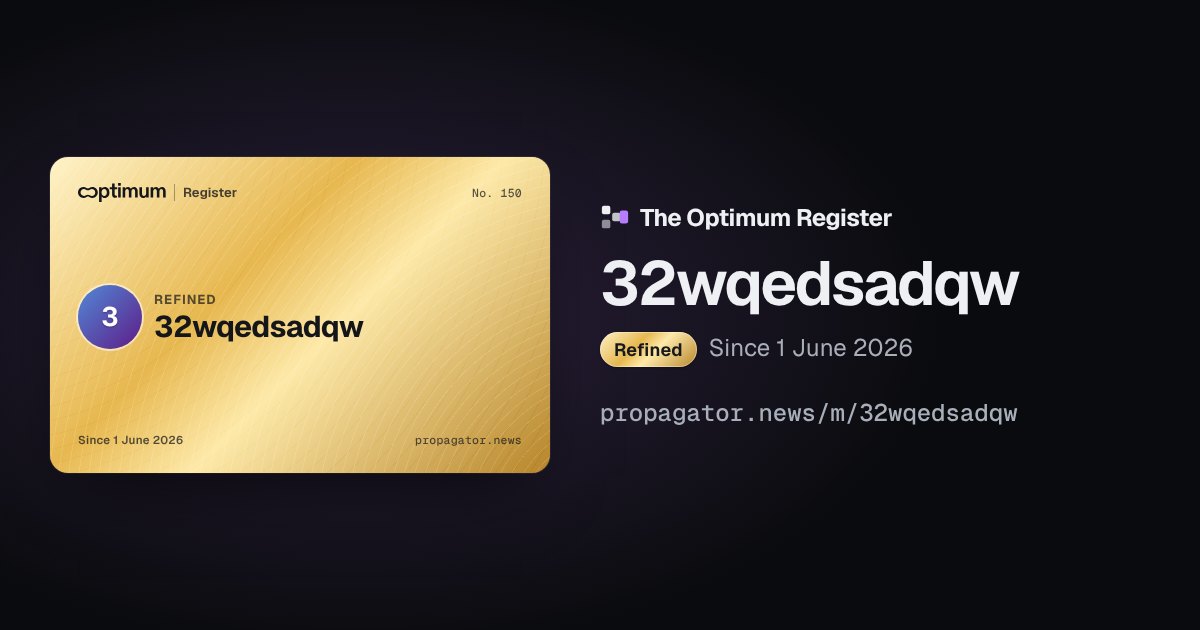 optimum | Register
No. 150
3
REFINED
32wqedsadqw
Since 1 June 2026
propagator.news
The Optimum Register
32wqedsadqw
Refined Since 1 June 2026
propagator.news/m/32wqedsadqw